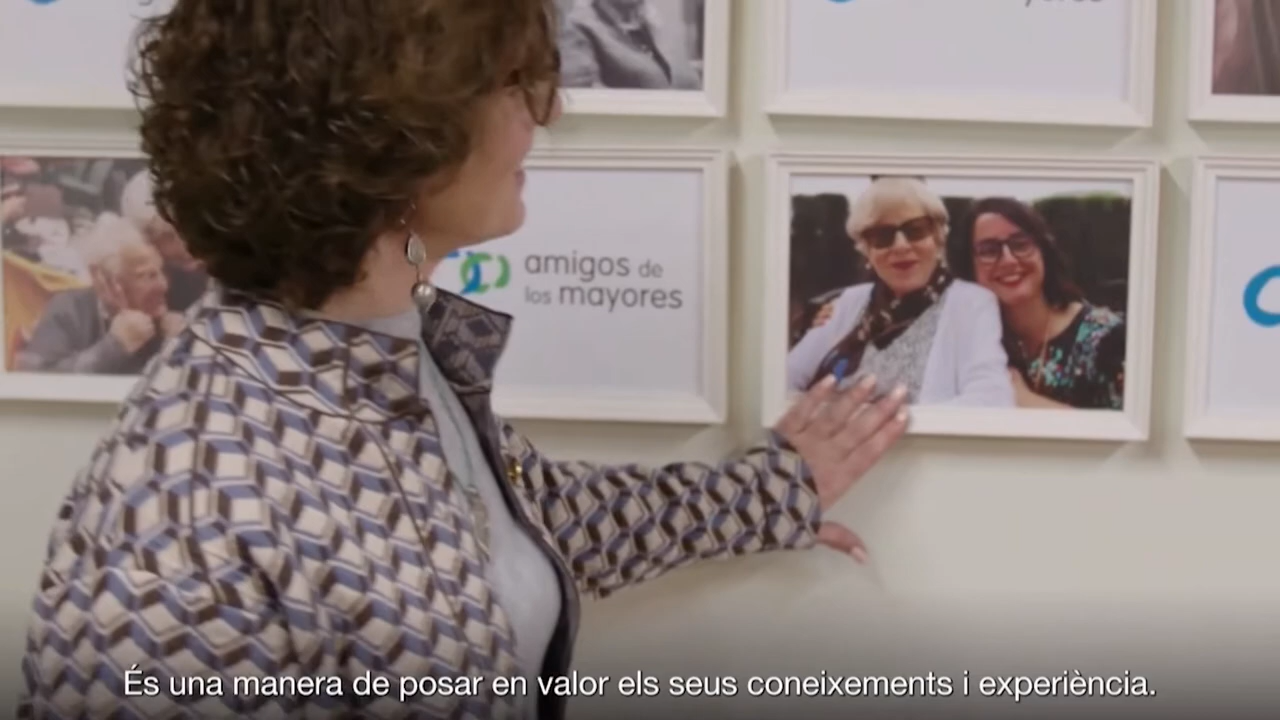 amigos de
los mayores
És una manera de posar en valor els seus coneixements i experiència.